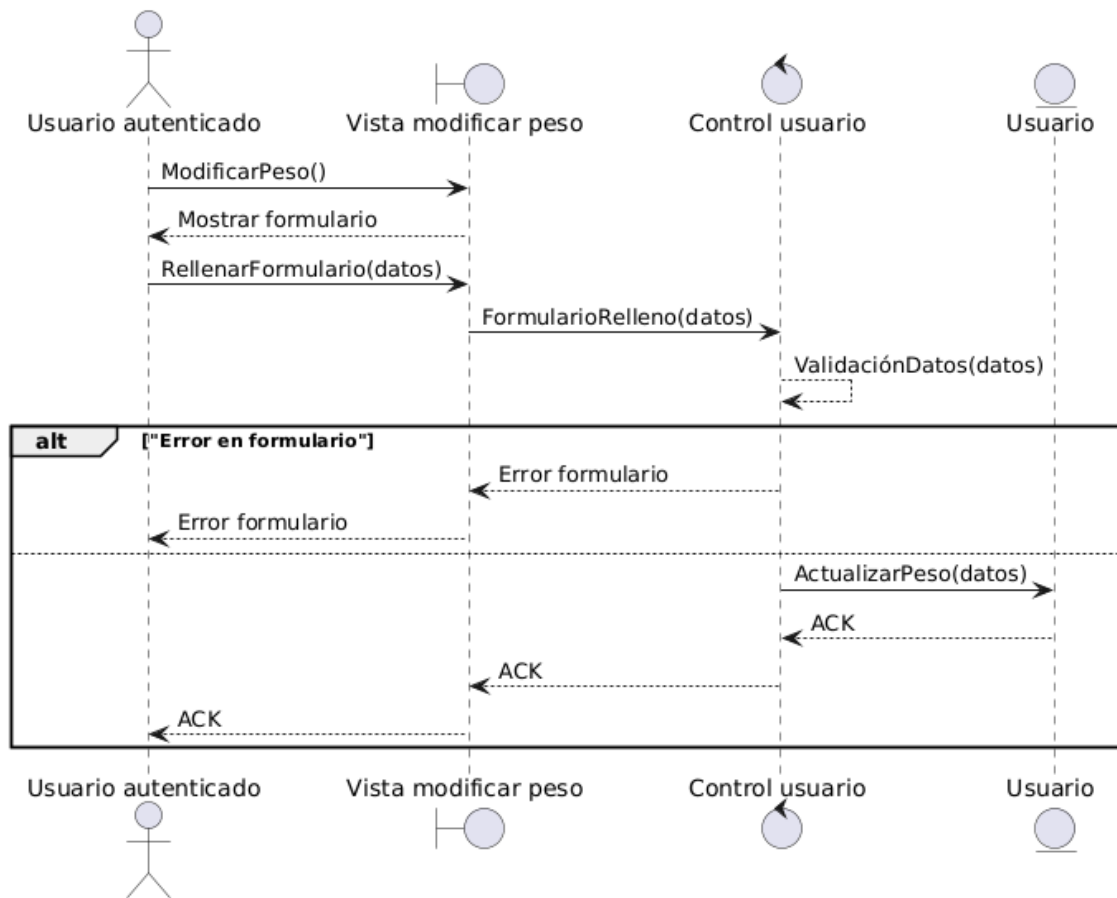 Usuario autenticado
Vista modificar peso
Control usuario
Usuario
ModificarPeso()
Mostrar formulario
RellenarFormulario(datos)
FormularioRelleno(datos)
ValidaciónDatos(datos)
alt
["Error en formulario"]
Error formulario
Error formulario
ActualizarPeso(datos)
ACK
ACK
ACK
Usuario autenticado
Vista modificar peso
Control usuario
Usuario